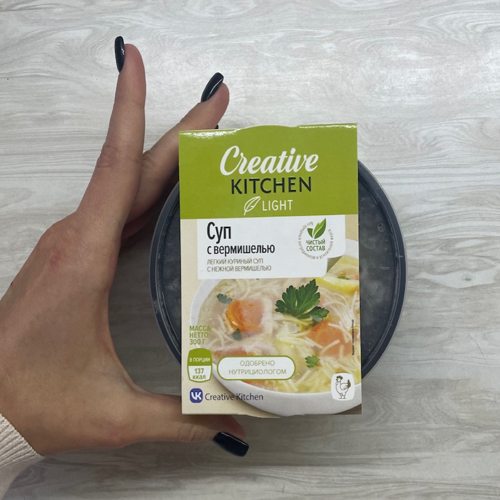 Creative
KITCHEN
LIGHT
Суп
с вермишелью
ЛЕГКИЙ КУРИНЫЙ СУП
С НЕЖНОЙ ВЕРМИШЕЛЬЮ
ЧИСТЫЙ
СОСТАВ
МАССА
НЕТТО:
300 Г
В ПОРЦИИ
137
ккал
ОДОБРЕНО
НУТРИЦИОЛОГОМ
Creative Kitchen